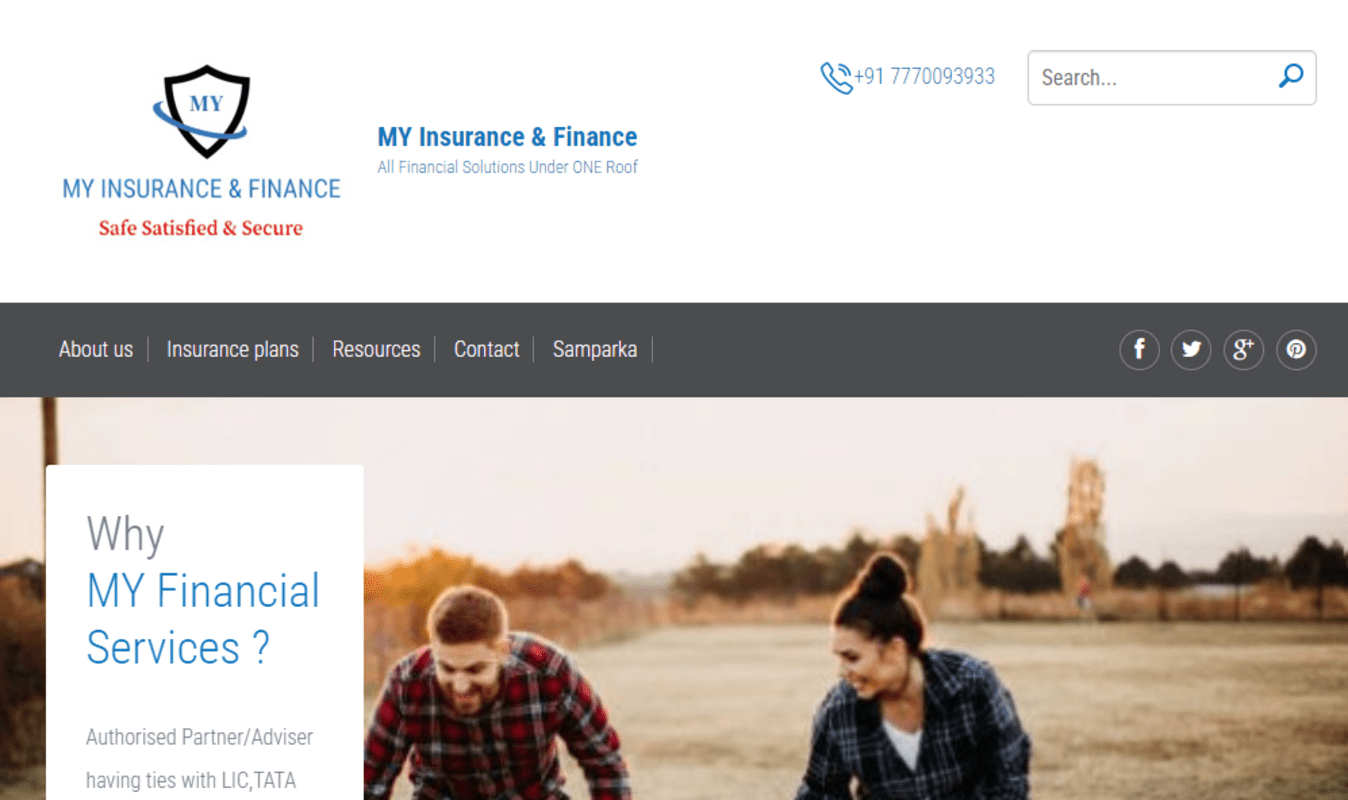 MY
MY INSURANCE & FINANCE
Safe Satisfied & Secure
MY Insurance & Finance
All Financial Solutions Under ONE Roof
+91 7770093933
Search...
About us
Insurance plans
Resources
Contact
Samparka
Why
MY Financial
Services ?
Authorised Partner/Adviser
having ties with LIC,TATA